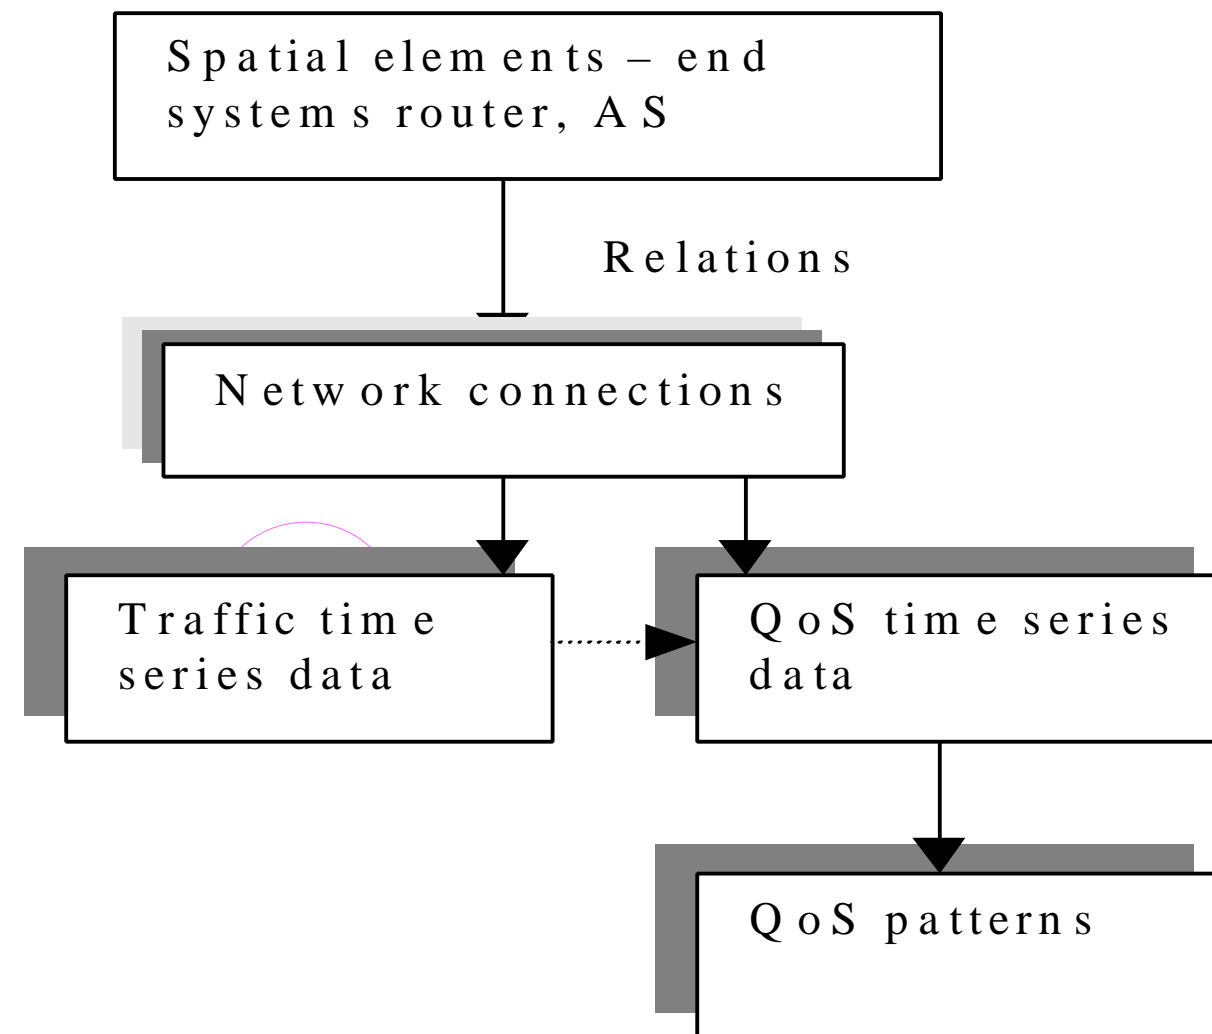 Spatial elements – end
systems router, AS
Relations
Network connections
Traffic time
series data
QoS time series
data
QoS patterns